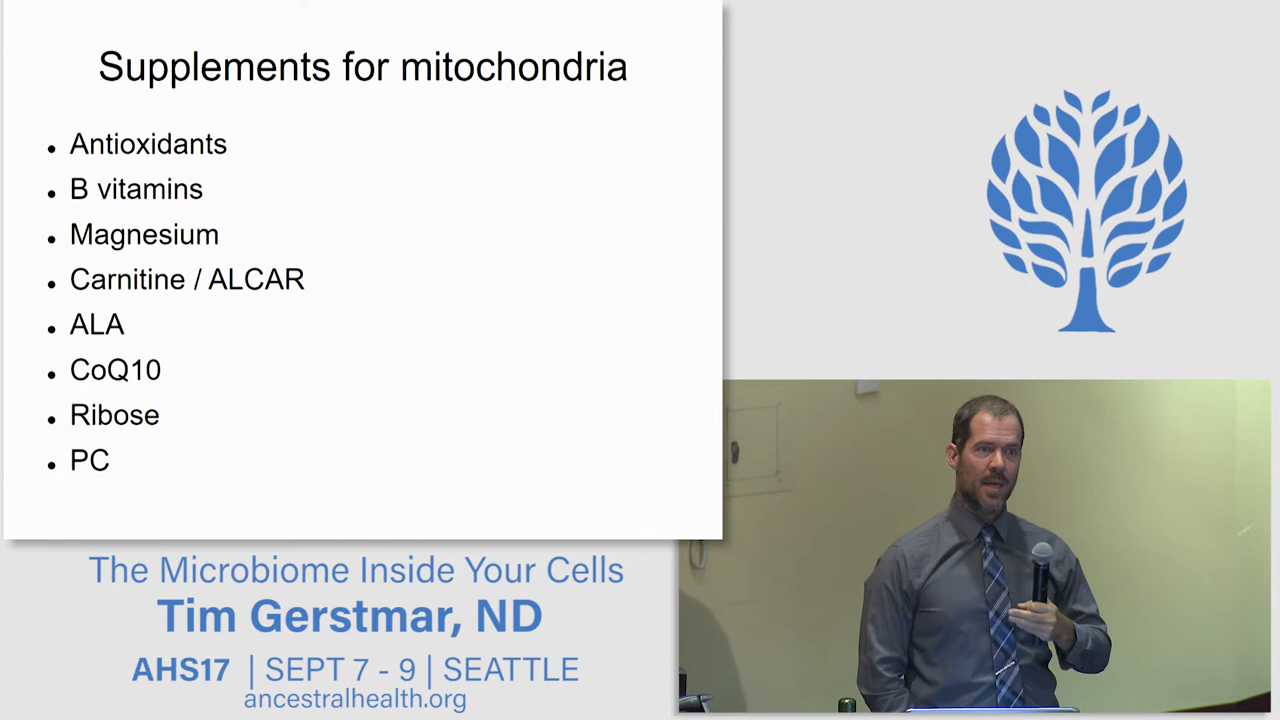 Supplements for mitochondria
Antioxidants
B vitamins
Magnesium
Carnitine / ALCAR
ALA
CoQ10
Ribose
PC
The Microbiome Inside Your Cells
Tim Gerstmar, ND
AHS17 | SEPT 7 - 9 | SEATTLE
ancestralhealth.org